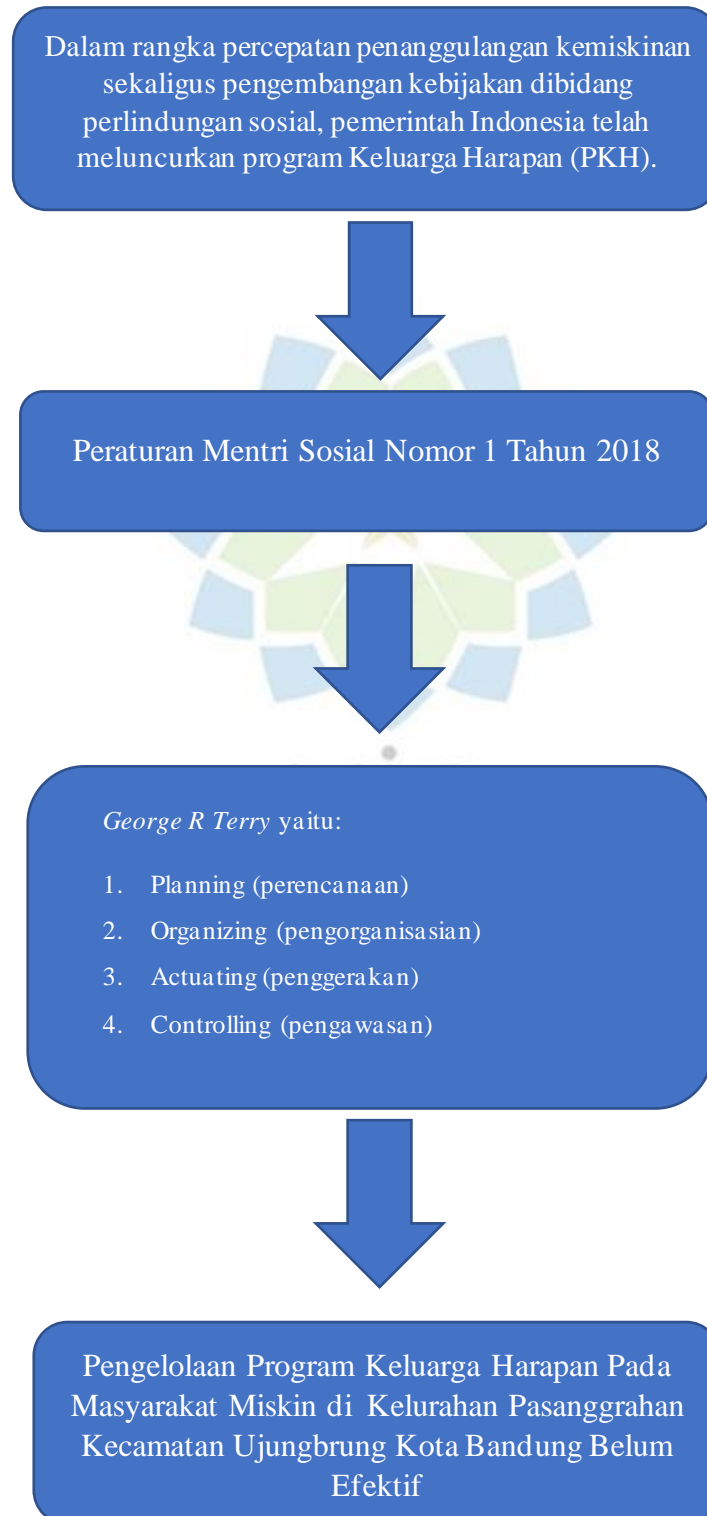 Dalam rangka percepatan penanggulangan kemiskinan
sekaligus pengembangan kebijakan dibidang
perlindungan sosial, pemerintah Indonesia telah
meluncurkan program Keluarga Harapan (PKH).
Peraturan Mentri Sosial Nomor 1 Tahun 2018
George R Terry yaitu:
1. Planning (perencanaan)
2. Organizing (pengorganisasian)
3. Actuating (penggerakan)
4. Controlling (pengawasan)
Pengelolaan Program Keluarga Harapan Pada
Masyarakat Miskin di Kelurahan Pasanggrahan
Kecamatan Ujungbrung Kota Bandung Belum
Efektif